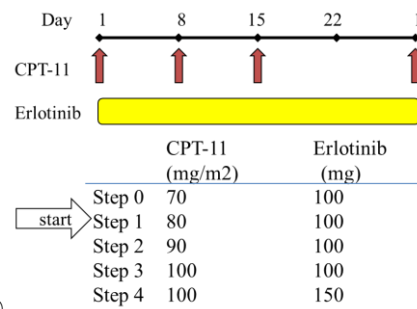 Day 1 8 15 22 1
CPT-11
Erlotinib
CPT-11 Erlotinib
(mg/m2) (mg)
Step 0 70 100
start Step 1 80 100
Step 2 90 100
Step 3 100 100
Step 4 100 150
)